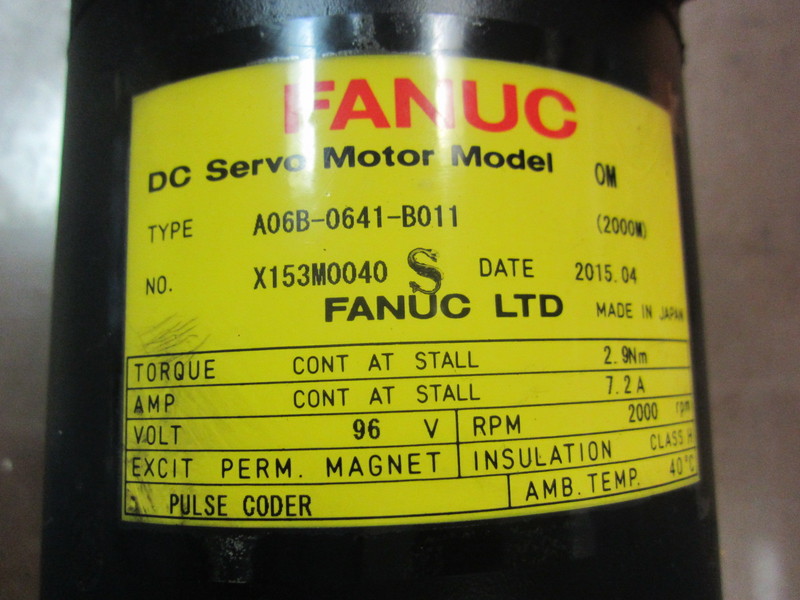 FANUC
DC Servo Motor Model OM
TYPE A06B-0641-B011 (2000M)
NO. X153M0040 S DATE 2015.04
FANUC LTD MADE IN JAPAN
TORQUE CONT AT STALL 2.9Nm
AMP CONT AT STALL 7.2A
VOLT 96 V RPM 2000 rpm
EXCIT PERM. MAGNET INSULATION CLASS H
PULSE CODER AMB.TEMP. 40°C